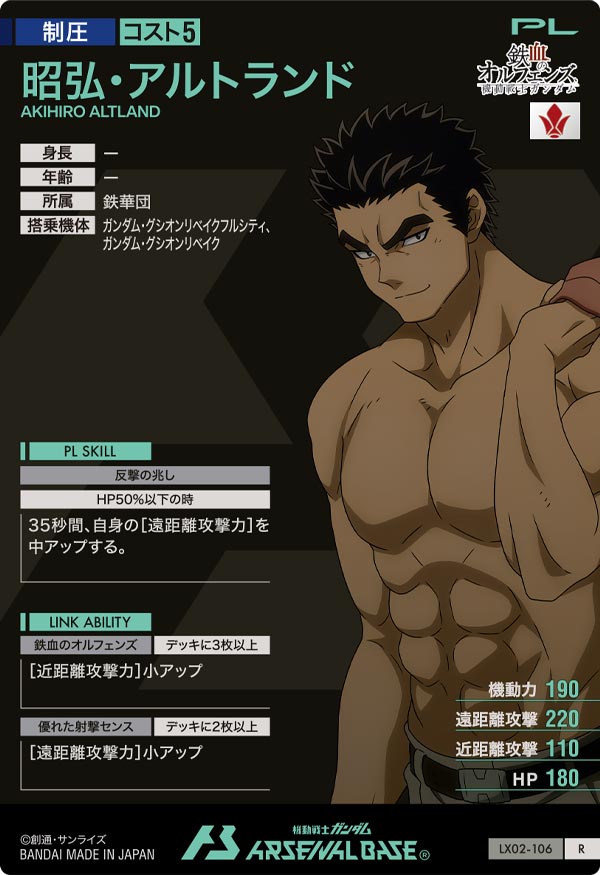 制圧 コスト5 PL
昭弘・アルトランド
AKIHIRO ALTLAND
鉄血の
オルフェンズ
機動戦士ガンダム
身長 ー
年齢 ー
所属 鉄華団
搭乗機体 ガンダム・グシオンリベイクフルシティ、
ガンダム・グシオンリベイク
PL SKILL
反撃の兆し
HP50%以下の時
35秒間、自身の[遠距離攻撃力]を
中アップする。
LINK ABILITY
鉄血のオルフェンズ デッキに3枚以上
[近距離攻撃力]小アップ
優れた射撃センス デッキに2枚以上
[遠距離攻撃力]小アップ
機動力 190
遠距離攻撃 220
近距離攻撃 110
HP 180
©創通・サンライズ
BANDAI MADE IN JAPAN
機動戦士ガンダム
ARSENAL BASE®
LX02-106 R